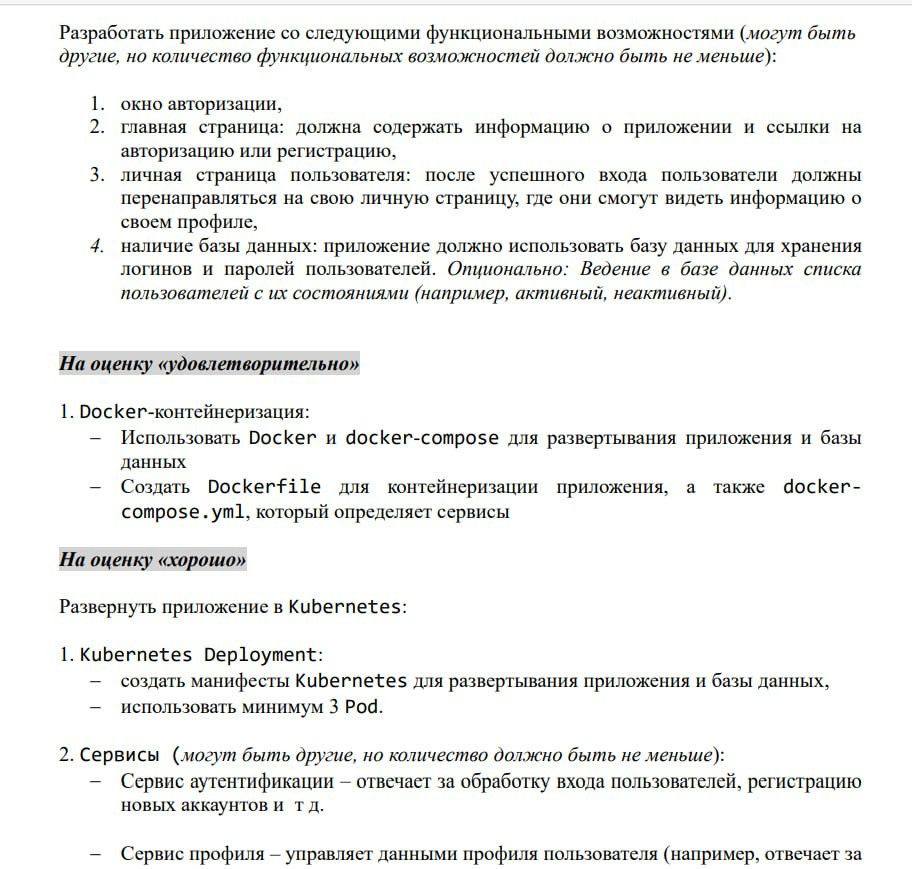 Разработать приложение со следующими функциональными возможностями (могут быть
другие, но количество функциональных возможностей должно быть не меньше):
1. окно авторизации,
2. главная страница: должна содержать информацию о приложении и ссылки на
авторизацию или регистрацию,
3. личная страница пользователя: после успешного входа пользователи должны
перенаправляться на свою личную страницу, где они смогут видеть информацию о
своем профиле,
4. наличие базы данных: приложение должно использовать базу данных для хранения
логинов и паролей пользователей. Опционально: Ведение в базе данных списка
пользователей с их состояниями (например, активный, неактивный).
На оценку «удовлетворительно»
1. Docker-контейнеризация:
– Использовать Docker и docker-compose для развертывания приложения и базы
данных
– Создать Dockerfile для контейнеризации приложения, а также docker-
compose.yml, который определяет сервисы
На оценку «хорошо»
Развернуть приложение в Kubernetes:
1. Kubernetes Deployment:
– создать манифесты Kubernetes для развертывания приложения и базы данных,
– использовать минимум 3 Pod.
2. Сервисы (могут быть другие, но количество должно быть не меньше):
– Сервис аутентификации – отвечает за обработку входа пользователей, регистрацию
новых аккаунтов и т д.
– Сервис профиля – управляет данными профиля пользователя (например, отвечает за